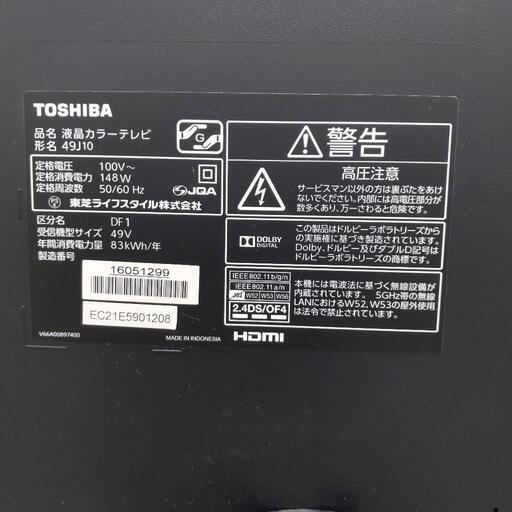 TOSHIBA
品名 液晶カラーテレビ
形名 49J10
定格電圧 100V~
定格消費電力 148W
定格周波数 50/60Hz
G
JQA
東芝ライフスタイル株式会社
区分名 DF1
受信機型サイズ 49V
年間消費電力量 83kWh/年
製造番号
16051299
EC21E5901208
V66A00897400
MADE IN INDONESIA
警告
高圧注意
サービスマン以外の方は裏ぶたをあけ
ないでください。内部には高電圧部分が
数多くあり、万一さわると危険です。
DOLBY
DIGITAL
この製品はドルビーラボラトリーズから
の実施権に基づき製造されています。
Dolby、ドルビー及びダブルD記号はド
ルビーラボラトリーズの商標です。
IEEE802.11b/g/n
IEEE802.11a/n
W52 W53 W56
2.4DS/OF4
本機には電波法に基づく無線設備が
内蔵されています。 5GHz帯の無線
LANにおけるW52、W53の屋外使用
は法令で禁止されています。
HDMI